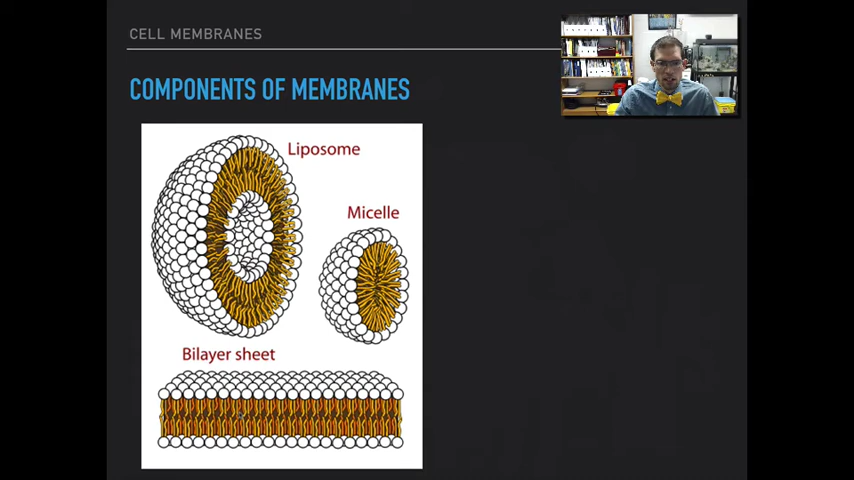 CELL MEMBRANES
COMPONENTS OF MEMBRANES
Liposome
Micelle
Bilayer sheet